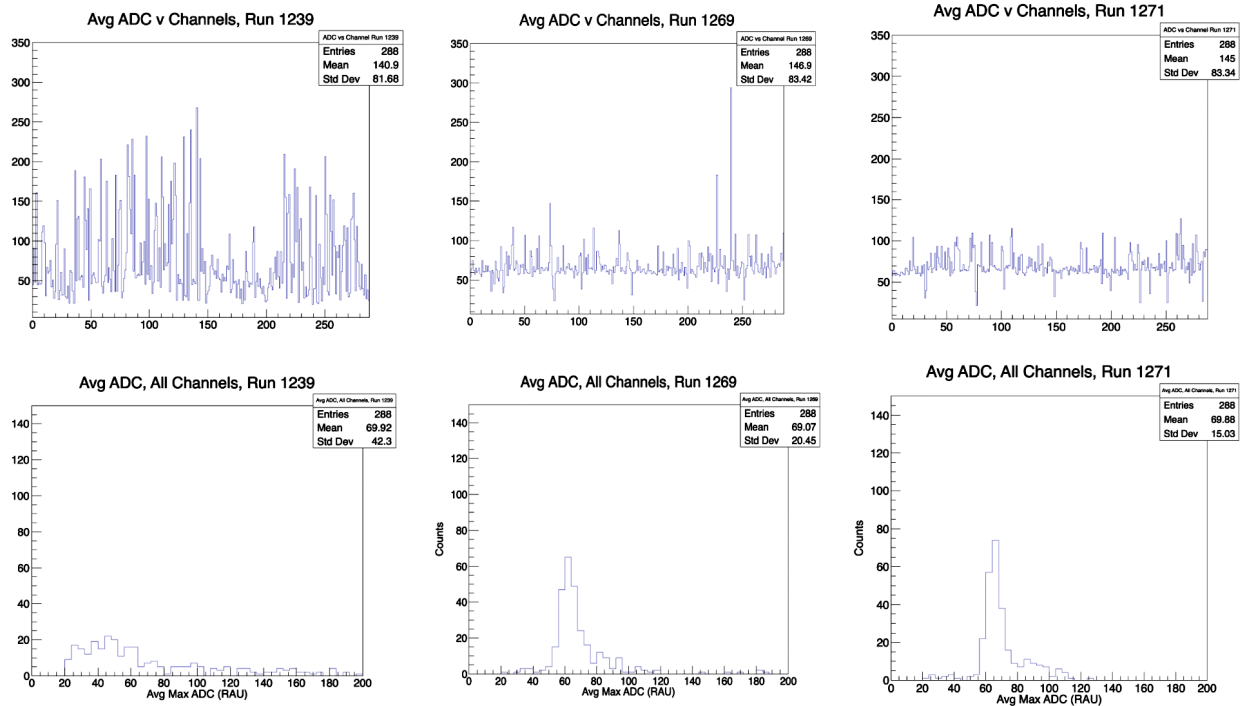 Avg ADC v Channels, Run 1239
ADC vs Channel Run 1239
Entries 288
Mean 140.9
Std Dev 81.68
350
300
250
200
150
100
50
0 50 100 150 200 250
Avg ADC v Channels, Run 1269
ADC vs Channel Run 1269
Entries 288
Mean 146.9
Std Dev 83.42
350
300
250
200
150
100
50
0 50 100 150 200 250
Avg ADC v Channels, Run 1271
ADC vs Channel Run 1271
Entries 288
Mean 145
Std Dev 83.34
350
300
250
200
150
100
50
0 50 100 150 200 250
Avg ADC, All Channels, Run 1239
Avg ADC, All Channels, Run 1239
Entries 288
Mean 69.92
Std Dev 42.3
140
120
100
80
60
40
20
0
0 20 40 60 80 100 120 140 160 180 200
Avg Max ADC (RAU)
Avg ADC, All Channels, Run 1269
Avg ADC, All Channels, Run 1269
Entries 288
Mean 69.07
Std Dev 20.45
140
120
100
80
60
40
20
0
Counts
0 20 40 60 80 100 120 140 160 180 200
Avg Max ADC (RAU)
Avg ADC, All Channels, Run 1271
Avg ADC, All Channels, Run 1271
Entries 288
Mean 69.88
Std Dev 15.03
140
120
100
80
60
40
20
0
Counts
0 20 40 60 80 100 120 140 160 180 200
Avg Max ADC (RAU)